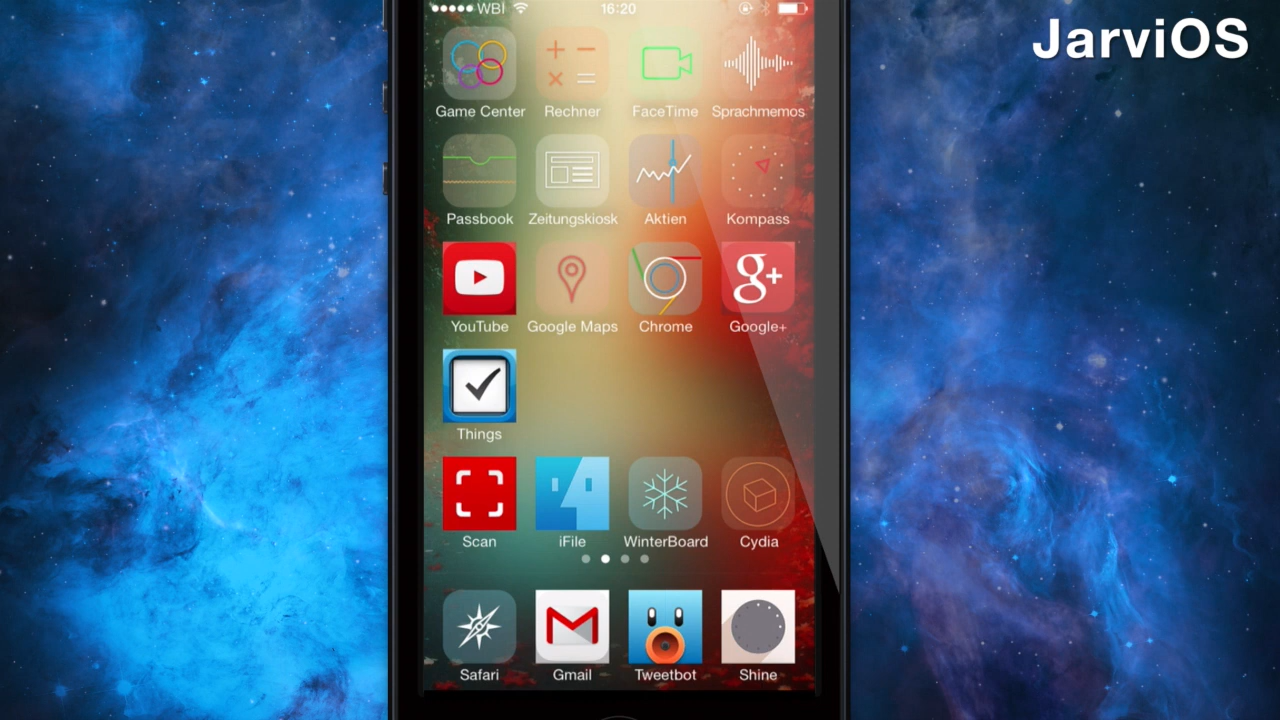 JarviOS
WBI 16:20
Game Center Rechner FaceTime Sprachmemos
Passbook Zeitungskiosk Aktien Kompass
g+
YouTube Google Maps Chrome Google+
Things
Scan iFile WinterBoard Cydia
Safari Gmail Tweetbot Shine